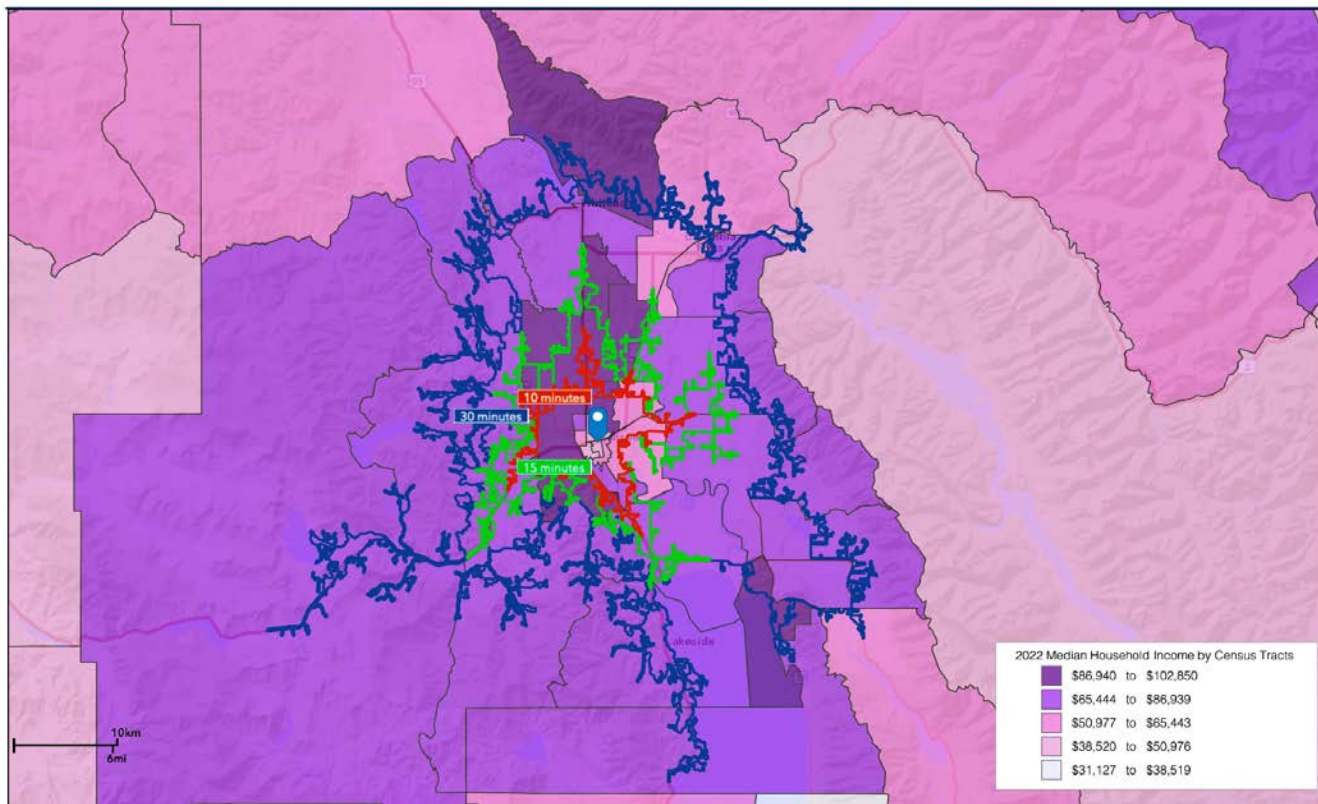 10 minutes
30 minutes
15 minutes
akeside
10km
6mi
2022 Median Household Income by Census Tracts
$86,940 to $102,850
$65,444 to $86,939
$50,977 to $65,443
$38,520 to $50,976
$31,127 to $38,519